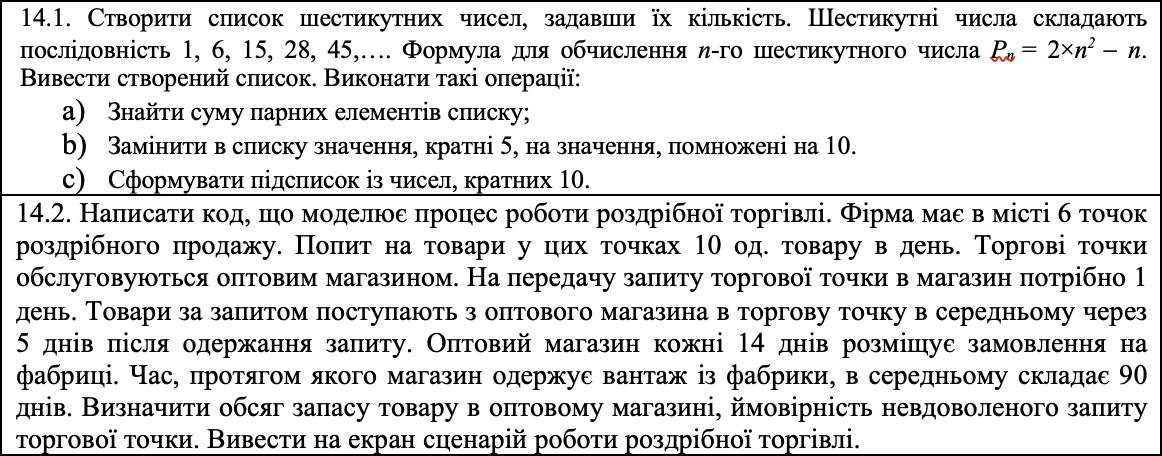 14.1. Створити список шестикутних чисел, задавши їх кількість. Шестикутні числа складають
послідовність 1, 6, 15, 28, 45,…. Формула для обчислення n-го шестикутного числа Pₙ = 2×n² – n.
Вивести створений список. Виконати такі операції:
a) Знайти суму парних елементів списку;
b) Замінити в списку значення, кратні 5, на значення, помножені на 10.
c) Сформувати підсписок із чисел, кратних 10.
14.2. Написати код, що моделює процес роботи роздрібної торгівлі. Фірма має в місті 6 точок
роздрібного продажу. Попит на товари у цих точках 10 од. товару в день. Торгові точки
обслуговуються оптовим магазином. На передачу запиту торгової точки в магазин потрібно 1
день. Товари за запитом поступають з оптового магазина в торгову точку в середньому через
5 днів після одержання запиту. Оптовий магазин кожні 14 днів розміщує замовлення на
фабриці. Час, протягом якого магазин одержує вантаж із фабрики, в середньому складає 90
днів. Визначити обсяг запасу товару в оптовому магазині, ймовірність невдоволеного запиту
торгової точки. Вивести на екран сценарій роботи роздрібної торгівлі.